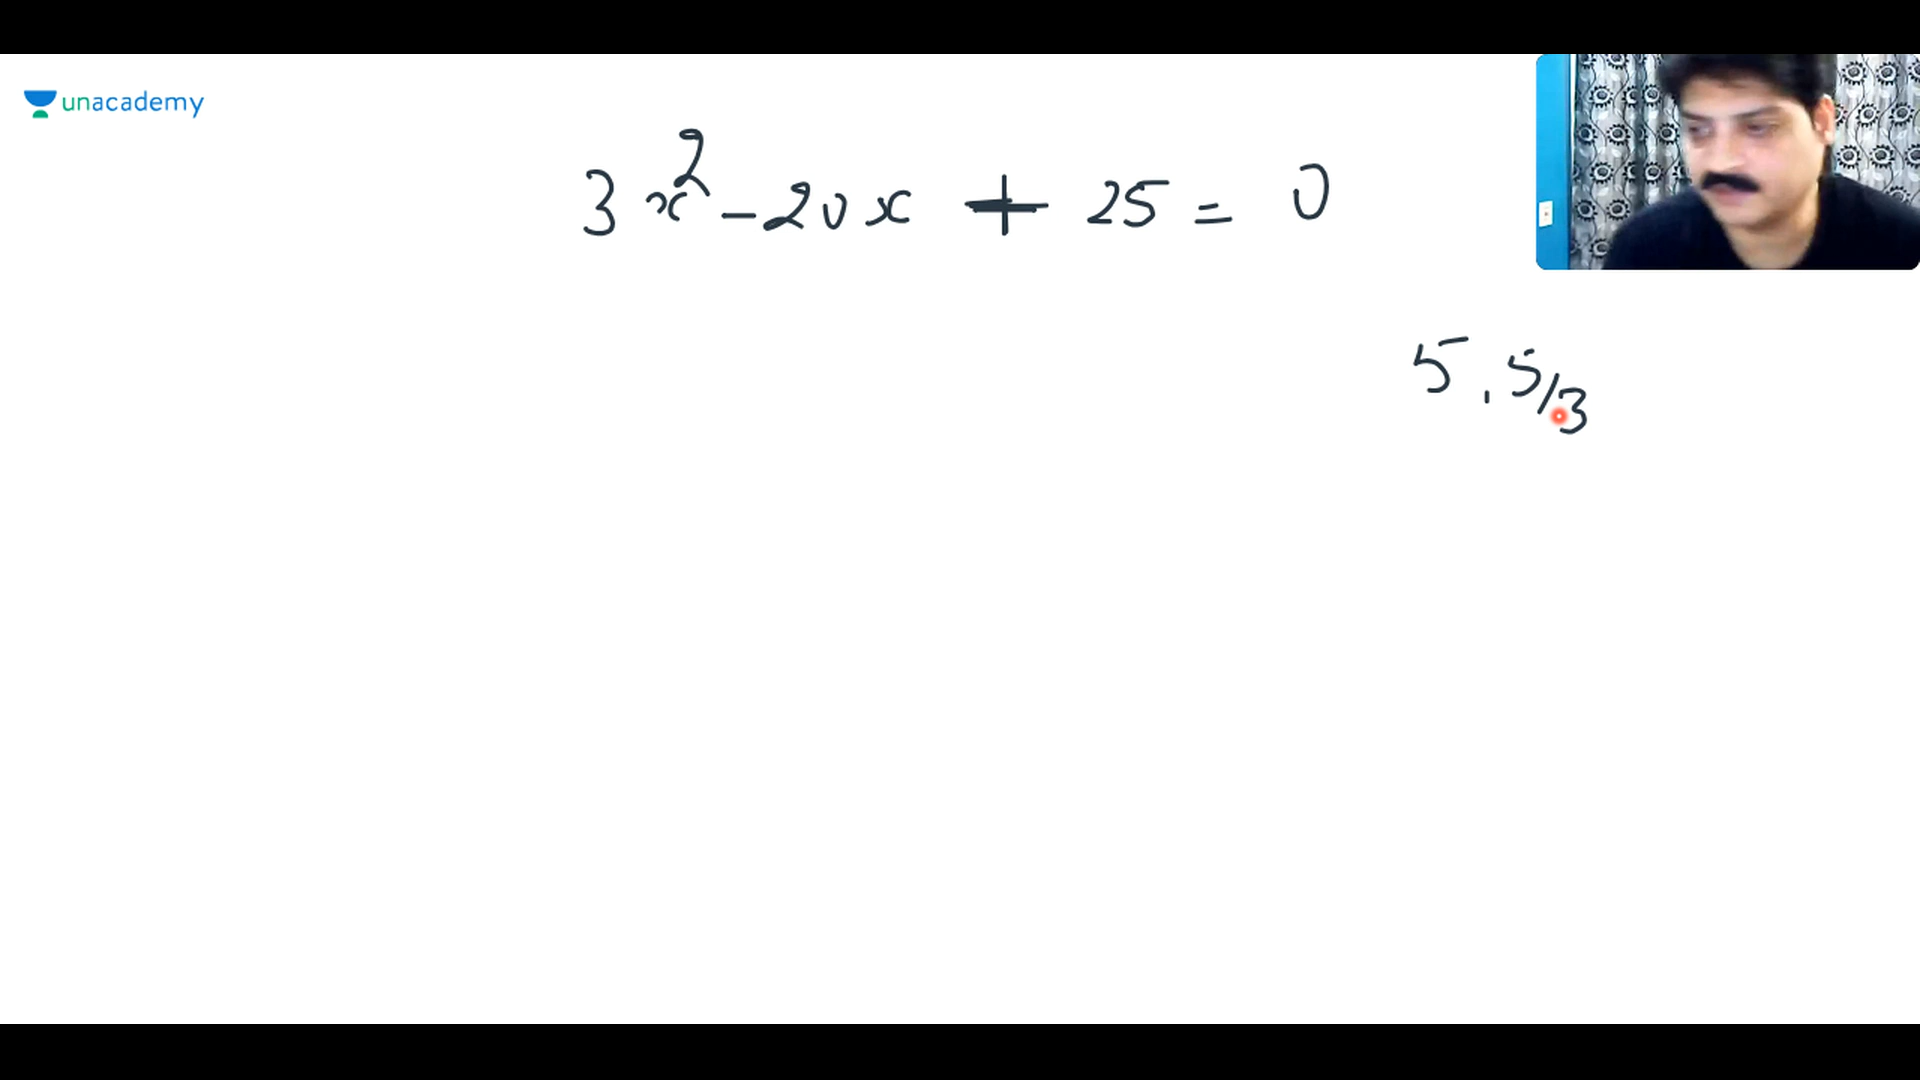 unacademy
3x² - 20x + 25 = 0
5, 5/3